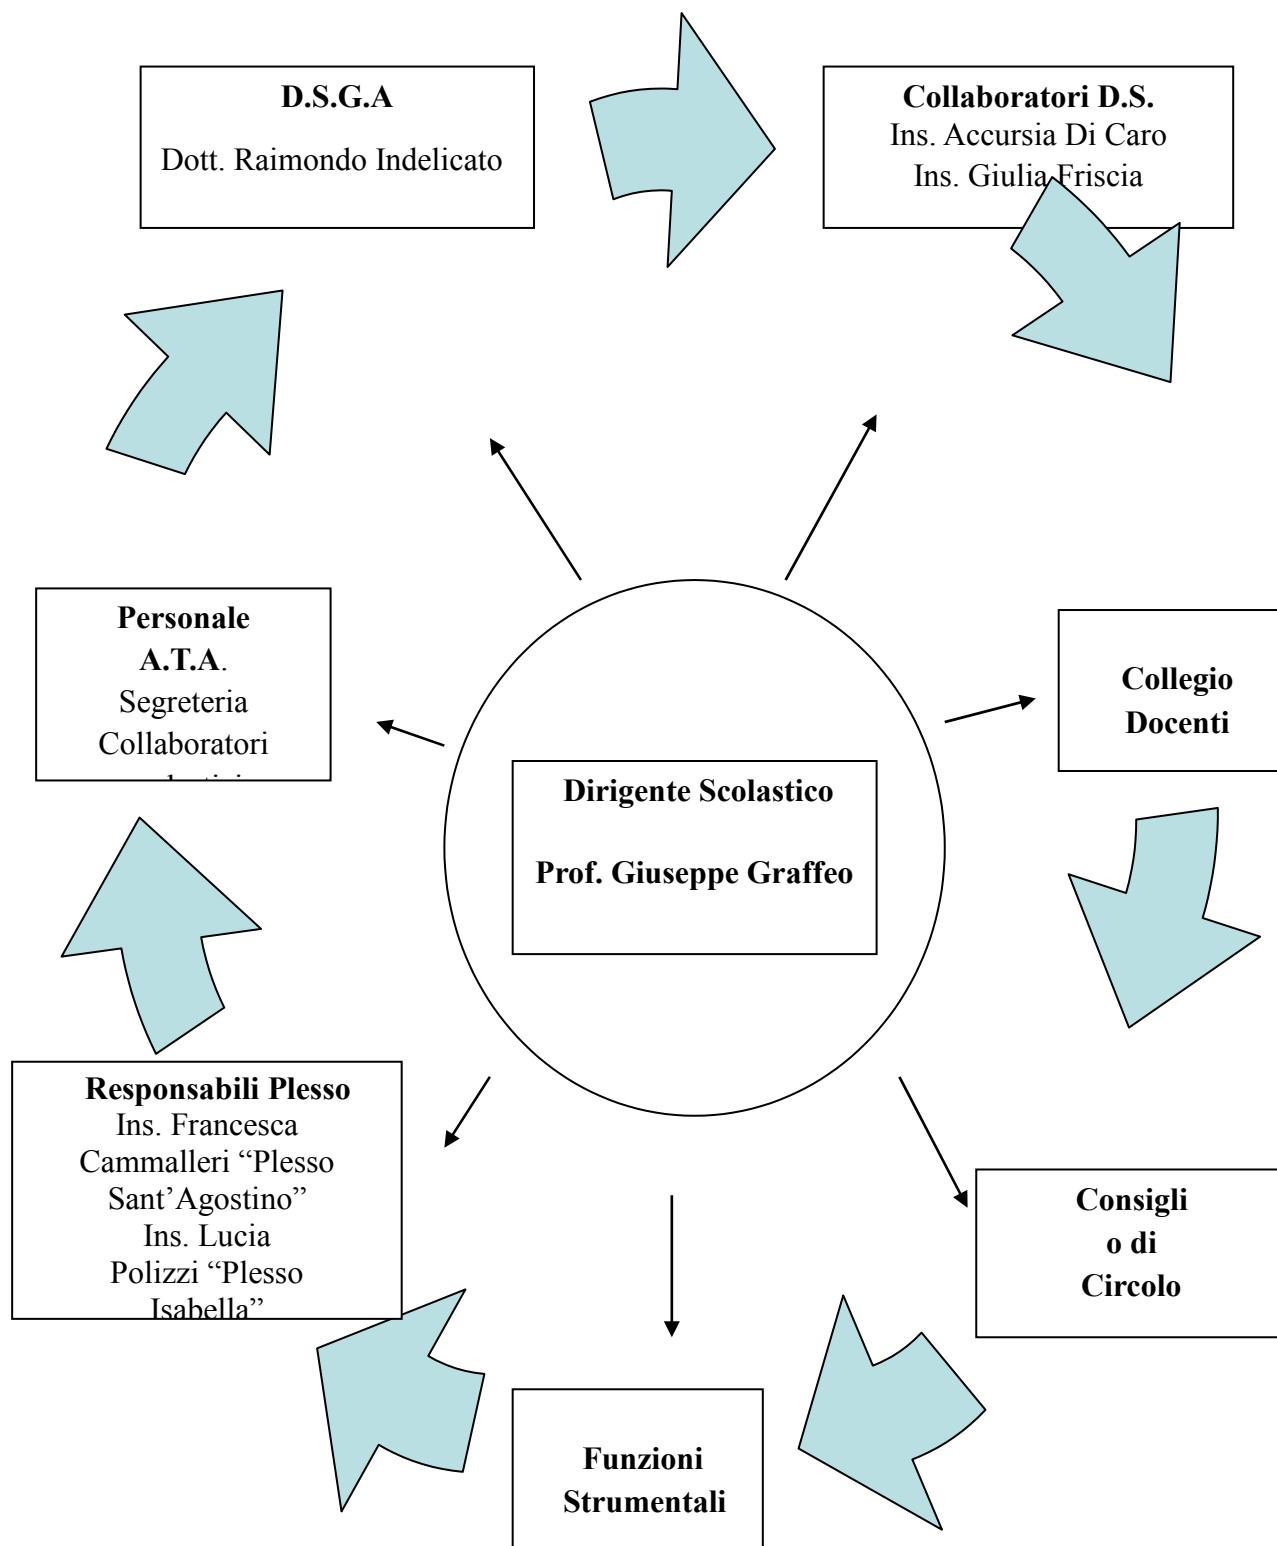 D.S.G.A
Dott. Raimondo Indelicato
Collaboratori D.S.
Ins. Accursia Di Caro
Ins. Giulia Friscia
Personale
A.T.A.
Segreteria
Collaboratori
Collegio
Docenti
Dirigente Scolastico
Prof. Giuseppe Graffeo
Responsabili Plesso
Ins. Francesca
Cammalleri “Plesso
Sant’Agostino”
Ins. Lucia
Polizzi “Plesso
Isabella”
Consigli
o di
Circolo
Funzioni
Strumentali